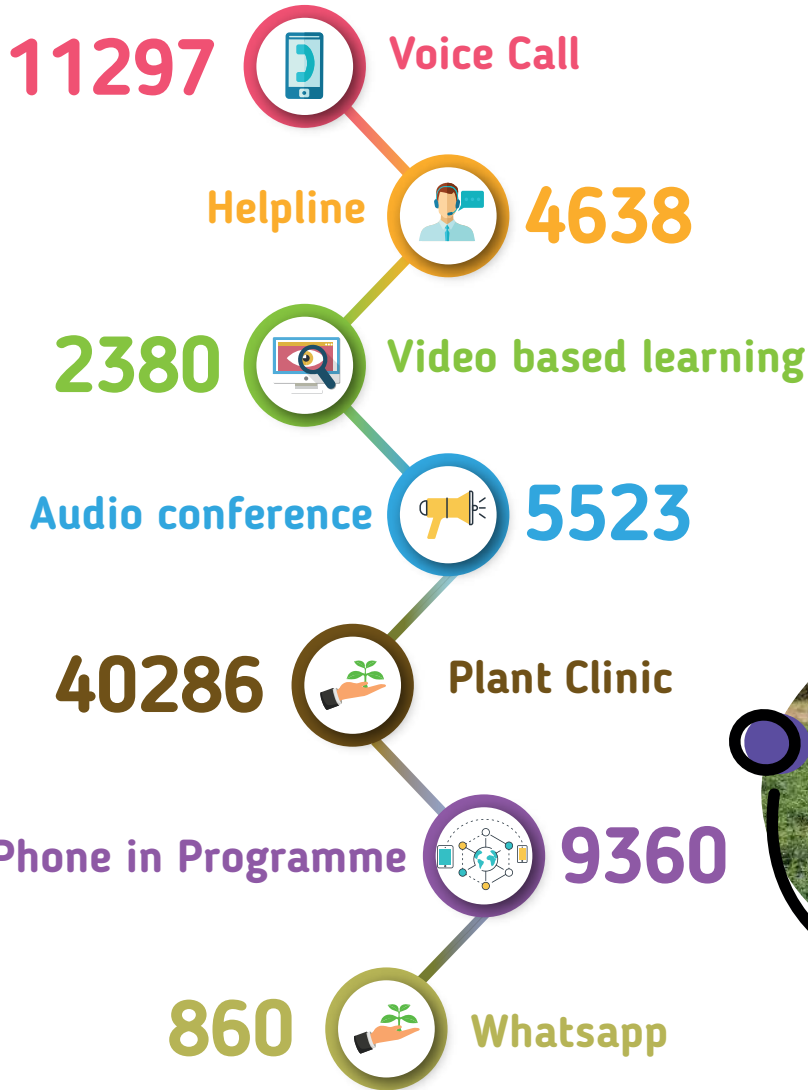 11297 Voice Call
Helpline 4638
2380 Video based learning
Audio conference 5523
40286 Plant Clinic
Phone in Programme 9360
860 Whatsapp